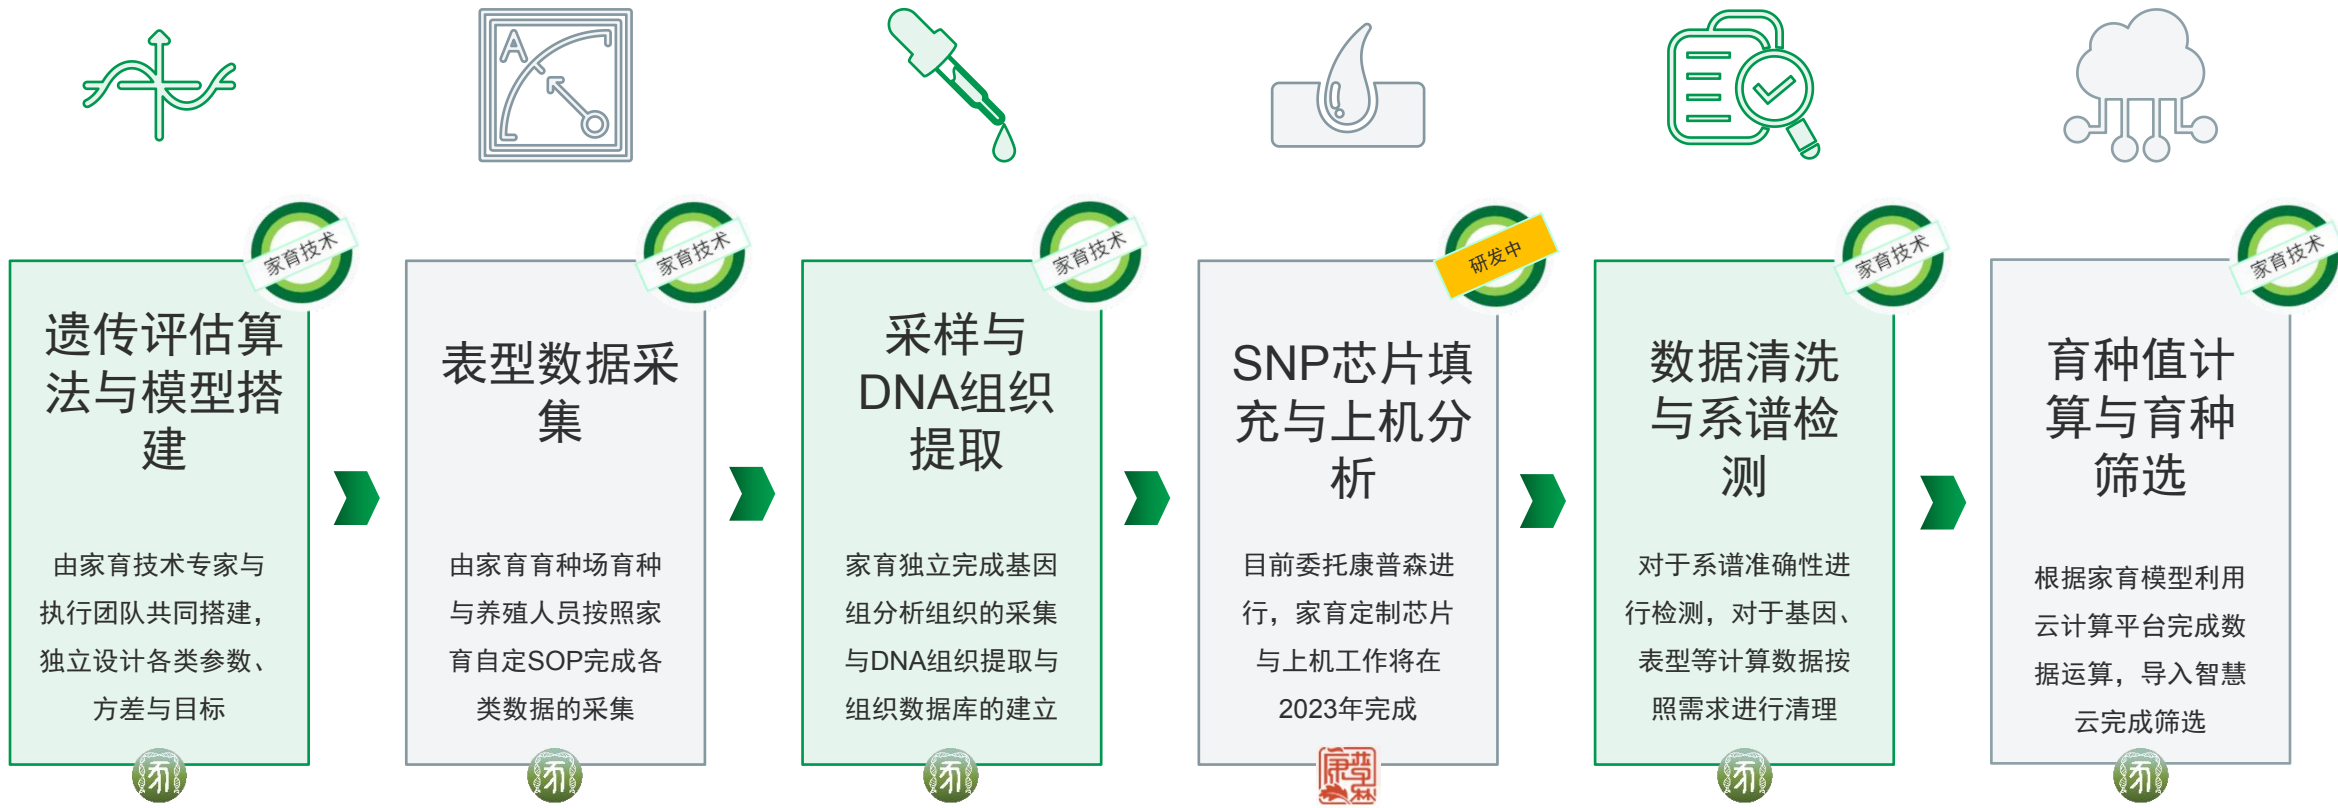 A
家育技术
遗传评估算
法与模型搭
建
由家育技术专家与
执行团队共同搭建，
独立设计各类参数、
方差与目标
家育技术
表型数据采
集
由家育育种场育种
与养殖人员按照家
育自定SOP完成各
类数据的采集
家育技术
采样与
DNA组织
提取
家育独立完成基因
组分析组织的采集
与DNA组织提取与
组织数据库的建立
研发中
SNP芯片填
充与上机分
析
目前委托康普森进
行，家育定制芯片
与上机工作将在
2023年完成
康普森
家育技术
数据清洗
与系谱检
测
对于系谱准确性进
行检测，对于基因、
表型等计算数据按
照需求进行清理
家育技术
育种值计
算与育种
筛选
根据家育模型利用
云计算平台完成数
据运算，导入智慧
云完成筛选